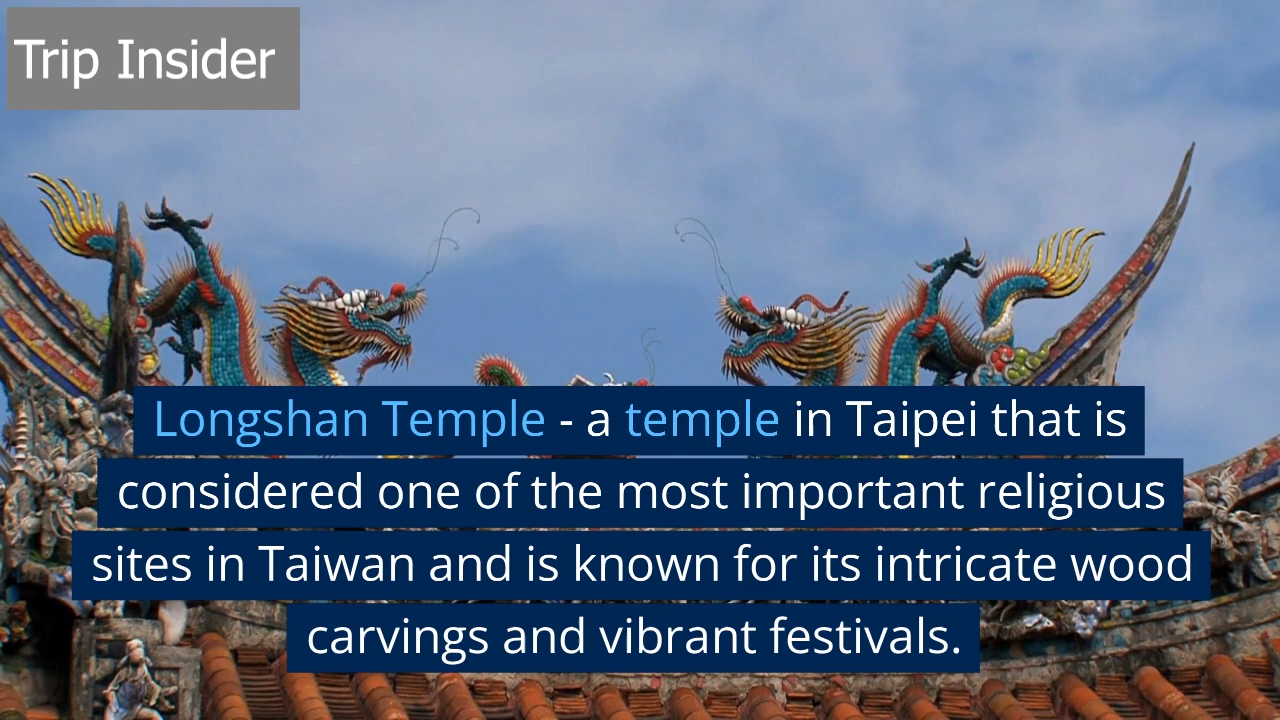 Trip Insider
Longshan Temple - a temple in Taipei that is
considered one of the most important religious
sites in Taiwan and is known for its intricate wood
carvings and vibrant festivals.